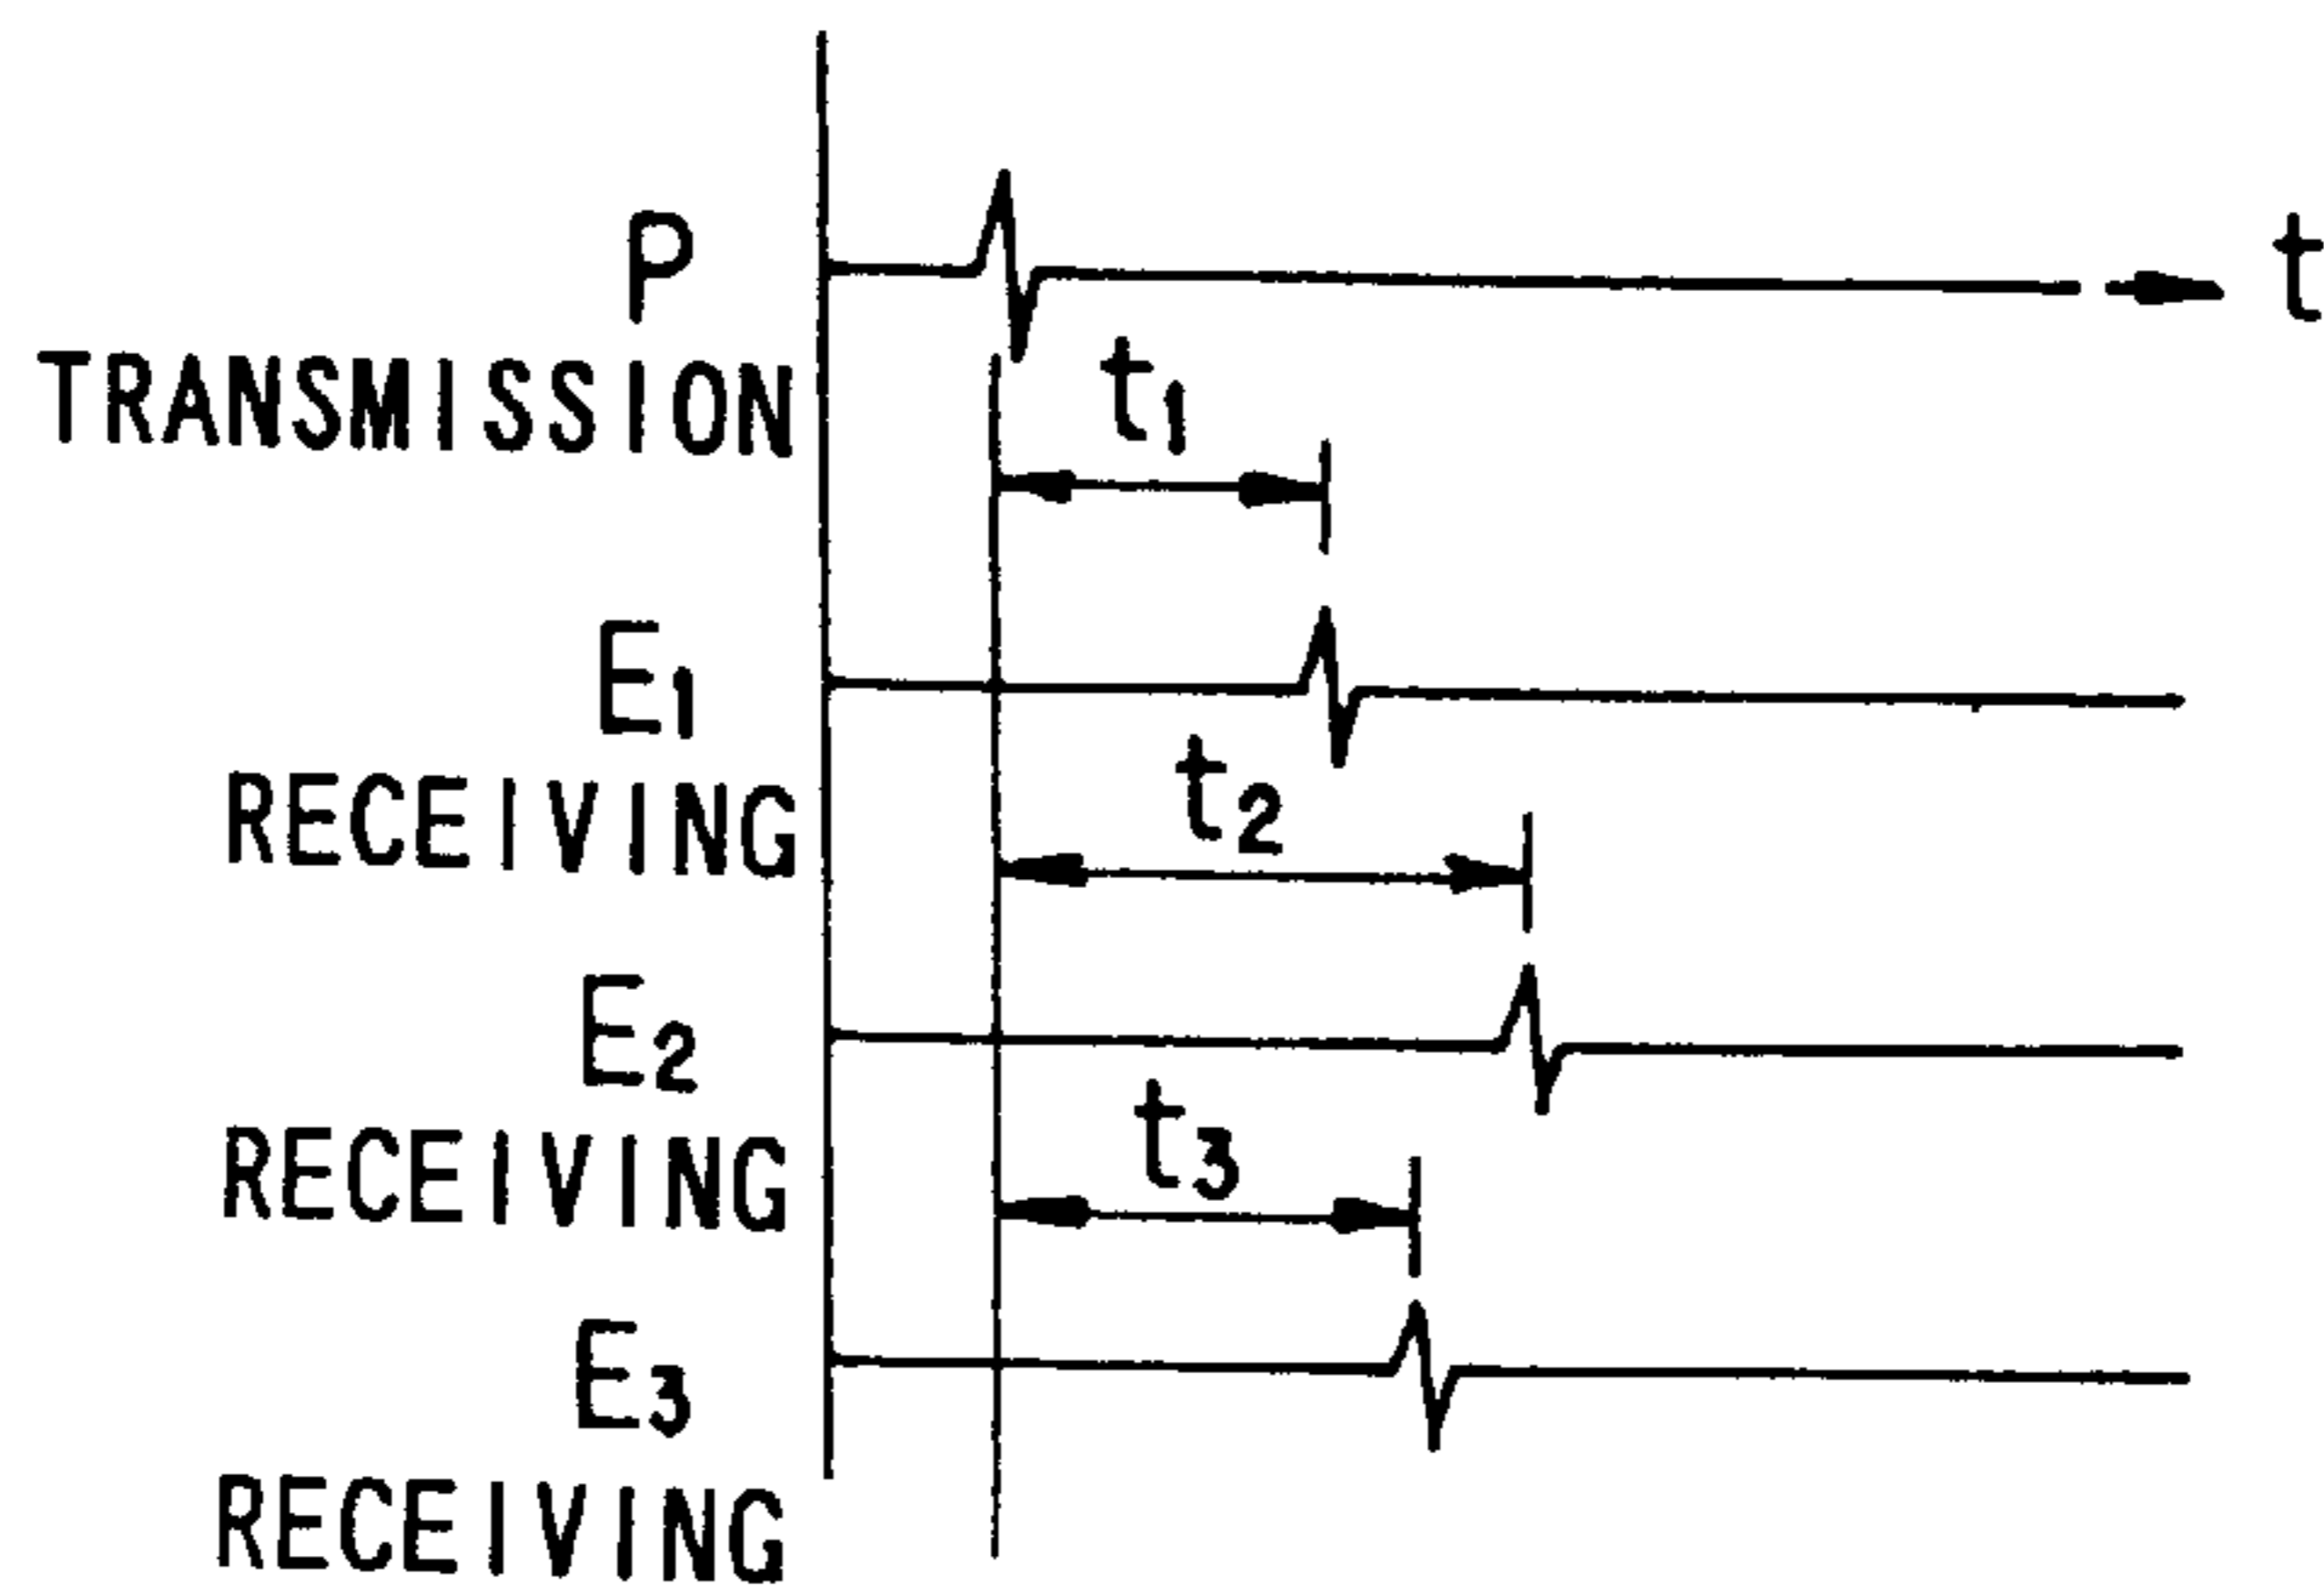 P
t
TRANSMISSION
t1
E1
RECEIVING
t2
E2
RECEIVING
t3
E3
RECEIVING